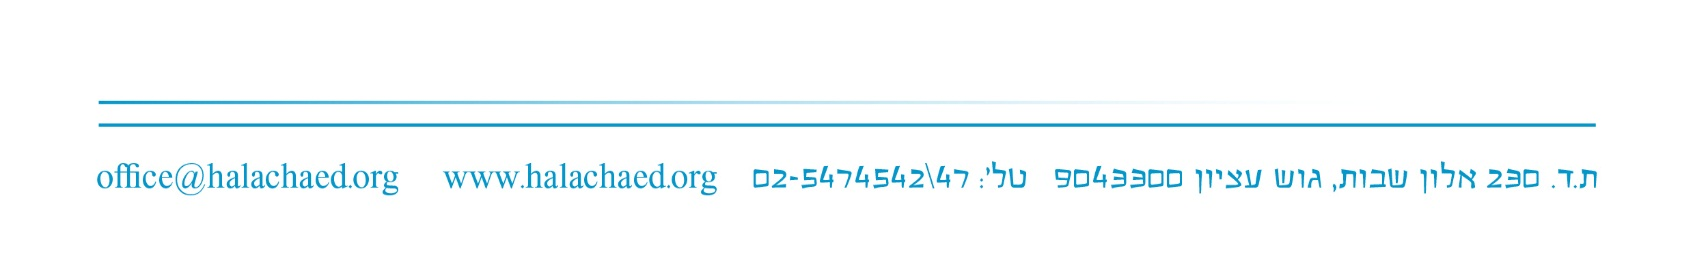 ת.ד. 230 אלון שבות, גוש עציון 9043300 טל': 02-5474542\47 www.halachaed.org office@halachaed.org